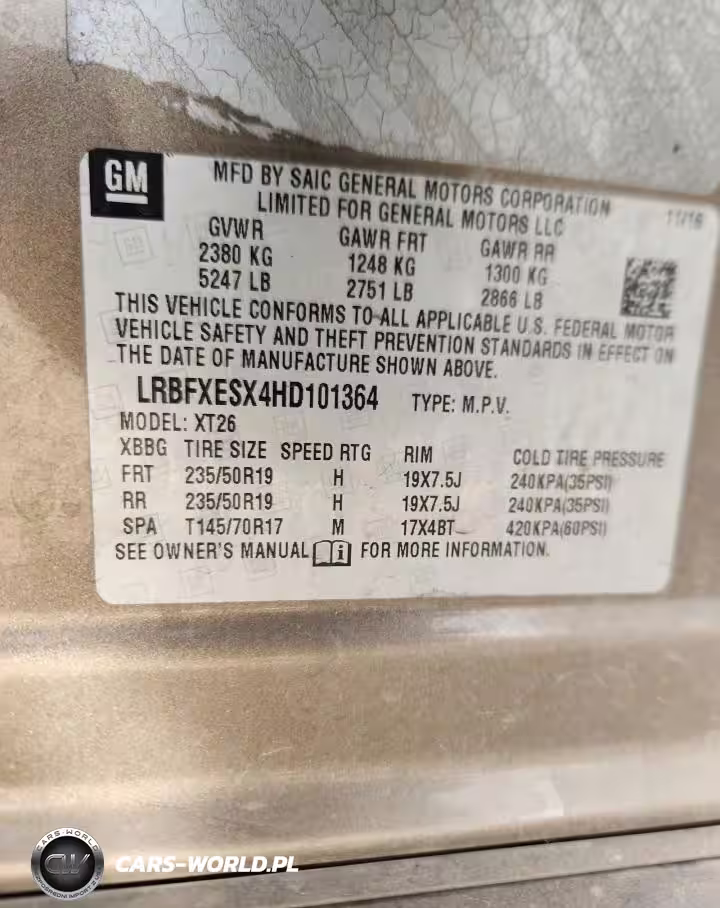 GM
MFD BY SAIC GENERAL MOTORS CORPORATION
LIMITED FOR GENERAL MOTORS LLC
11/16
GVWR GAWR FRT GAWR RR
2380 KG 1248 KG 1300 KG
5247 LB 2751 LB 2866 LB
THIS VEHICLE CONFORMS TO ALL APPLICABLE U.S. FEDERAL MOTOR
VEHICLE SAFETY AND THEFT PREVENTION STANDARDS IN EFFECT ON
THE DATE OF MANUFACTURE SHOWN ABOVE.
LRBFXESX4HD101364 TYPE: M.P.V.
MODEL: XT26
XBBG TIRE SIZE SPEED RTG RIM COLD TIRE PRESSURE
FRT 235/50R19 H 19X7.5J 240KPA(35PSI)
RR 235/50R19 H 19X7.5J 240KPA(35PSI)
SPA T145/70R17 M 17X4BT 420KPA(60PSI)
SEE OWNER'S MANUAL FOR MORE INFORMATION.
CARS-WORLD
CW
CARS-WORLD.PL